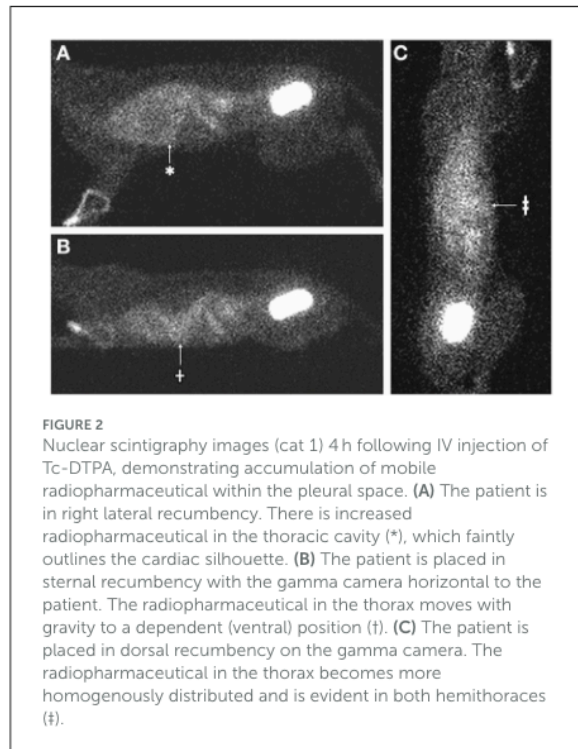 A
C
*
‡
B
†
FIGURE 2
Nuclear scintigraphy images (cat 1) 4 h following IV injection of
Tc-DTPA, demonstrating accumulation of mobile
radiopharmaceutical within the pleural space. (A) The patient is
in right lateral recumbency. There is increased
radiopharmaceutical in the thoracic cavity (*), which faintly
outlines the cardiac silhouette. (B) The patient is placed in
sternal recumbency with the gamma camera horizontal to the
patient. The radiopharmaceutical in the thorax moves with
gravity to a dependent (ventral) position (†). (C) The patient is
placed in dorsal recumbency on the gamma camera. The
radiopharmaceutical in the thorax becomes more
homogenously distributed and is evident in both hemithoraces
(‡).